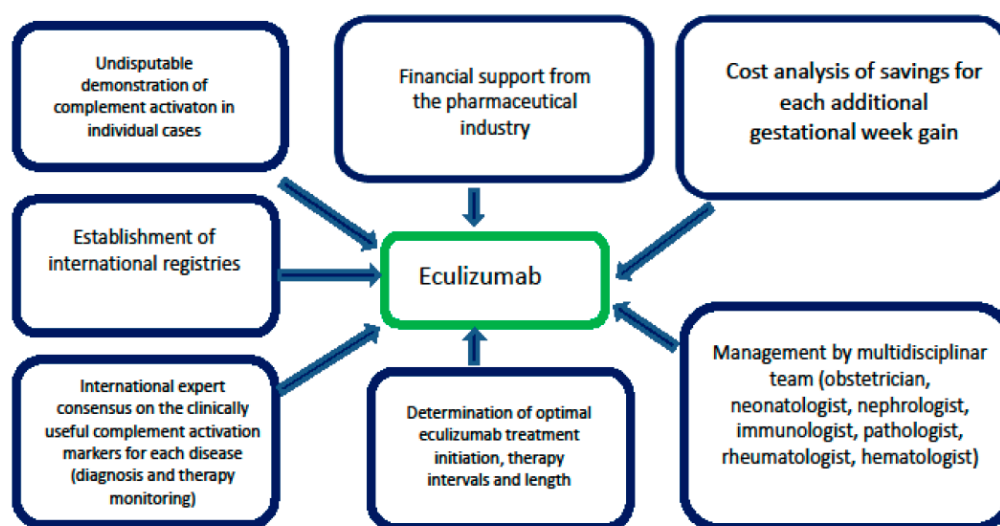 Undisputable
demonstration of
complement activaton in
individual cases
Financial support from
the pharmaceutical
industry
Cost analysis of savings for
each additional
gestational week gain
Establishment of
international registries
Eculizumab
International expert
consensus on the clinically
useful complement activation
markers for each disease
(diagnosis and therapy
monitoring)
Determination of optimal
eculizumab treatment
initiation, therapy
intervals and length
Management by multidisciplinar
team (obstetrician,
neonatologist, nephrologist,
immunologist, pathologist,
rheumatologist, hematologist)